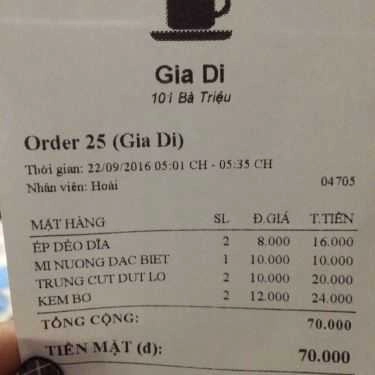 Gia Di
101 Bà Triệu
Order 25 (Gia Di)
Thời gian: 22/09/2016 05:01 CH - 05:35 CH
Nhân viên: Hoài 04705
MẶT HÀNG SL Đ.GIÁ T.TIỀN
ÉP DẺO DĨA 2 8.000 16.000
MI NUONG DAC BIET 1 10.000 10.000
TRUNG CUT DUT LO 2 10.000 20.000
KEM BO 2 12.000 24.000
TỔNG CỘNG: 70.000
TIỀN MẶT (đ): 70.000